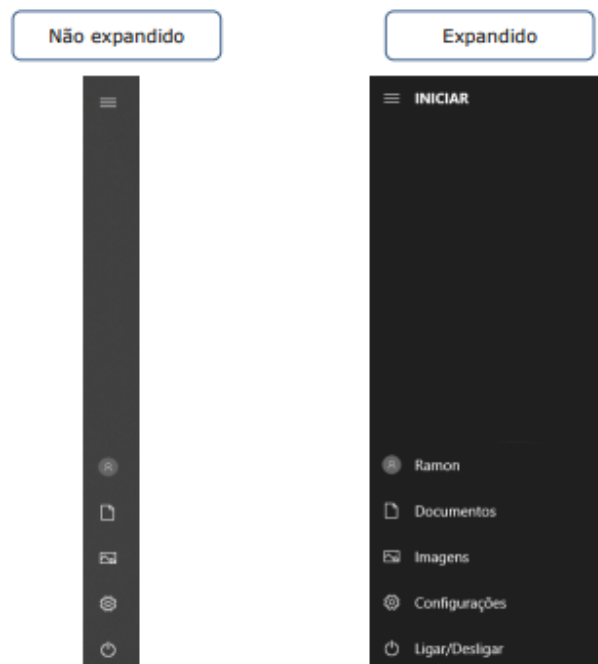 Não expandido
Expandido
INICIAR
Ramon
Documentos
Imagens
Configurações
Ligar/Desligar